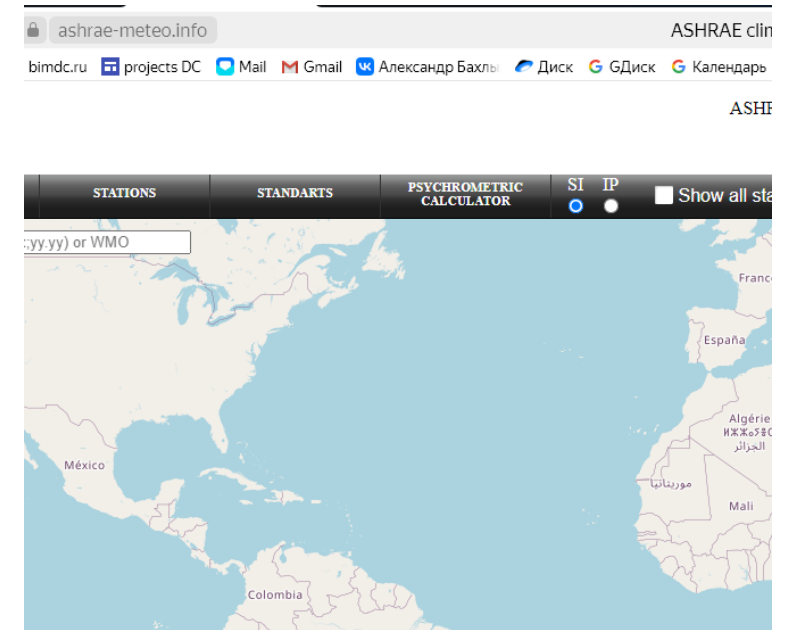 ashrae-meteo.info ASHRAE clin
bimdc.ru projects DC Mail Gmail Александр Бахлы Диск GДиск Календарь
ASHR
STATIONS STANDARTS PSYCHROMETRIC CALCULATOR SI IP Show all sta
;yy.yy) or WMO
France
España
Algérie
ⵍⵣⵣⴰⵢⴻⵔ
الجزائر
México
موريتانيا
Mali
Colombia